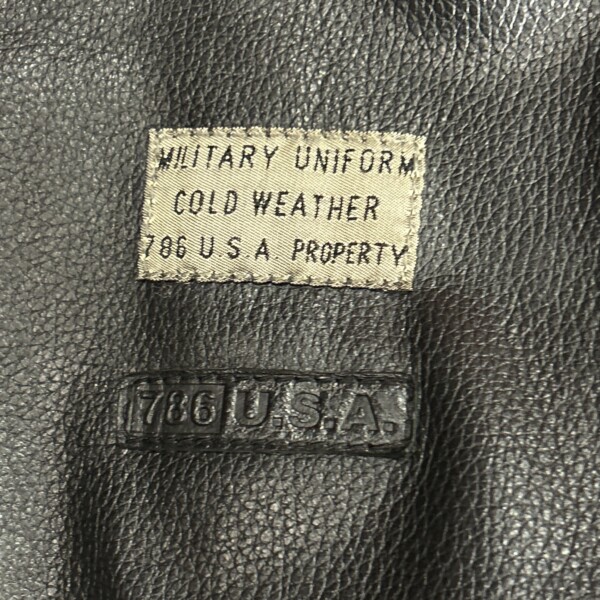 MILITARY UNIFORM
COLD WEATHER
786 U.S.A. PROPERTY
786 U.S.A.